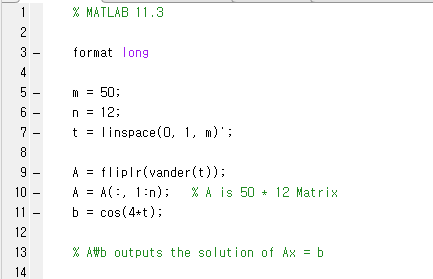 1 % MATLAB 11.3
2
3 – format long
4
5 – m = 50;
6 – n = 12;
7 – t = linspace(0, 1, m)';
8
9 – A = fliplr(vander(t));
10 – A = A(:, 1:n); % A is 50 * 12 Matrix
11 – b = cos(4*t);
12
13 % A₩b outputs the solution of Ax = b
14